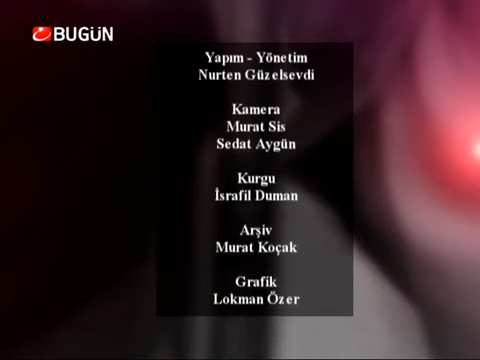 BUGÜN
Yapım - Yönetim
Nurten Güzelsevdi
Kamera
Murat Sis
Sedat Aygün
Kurgu
İsrafil Duman
Arşiv
Murat Koçak
Grafik
Lokman Özer